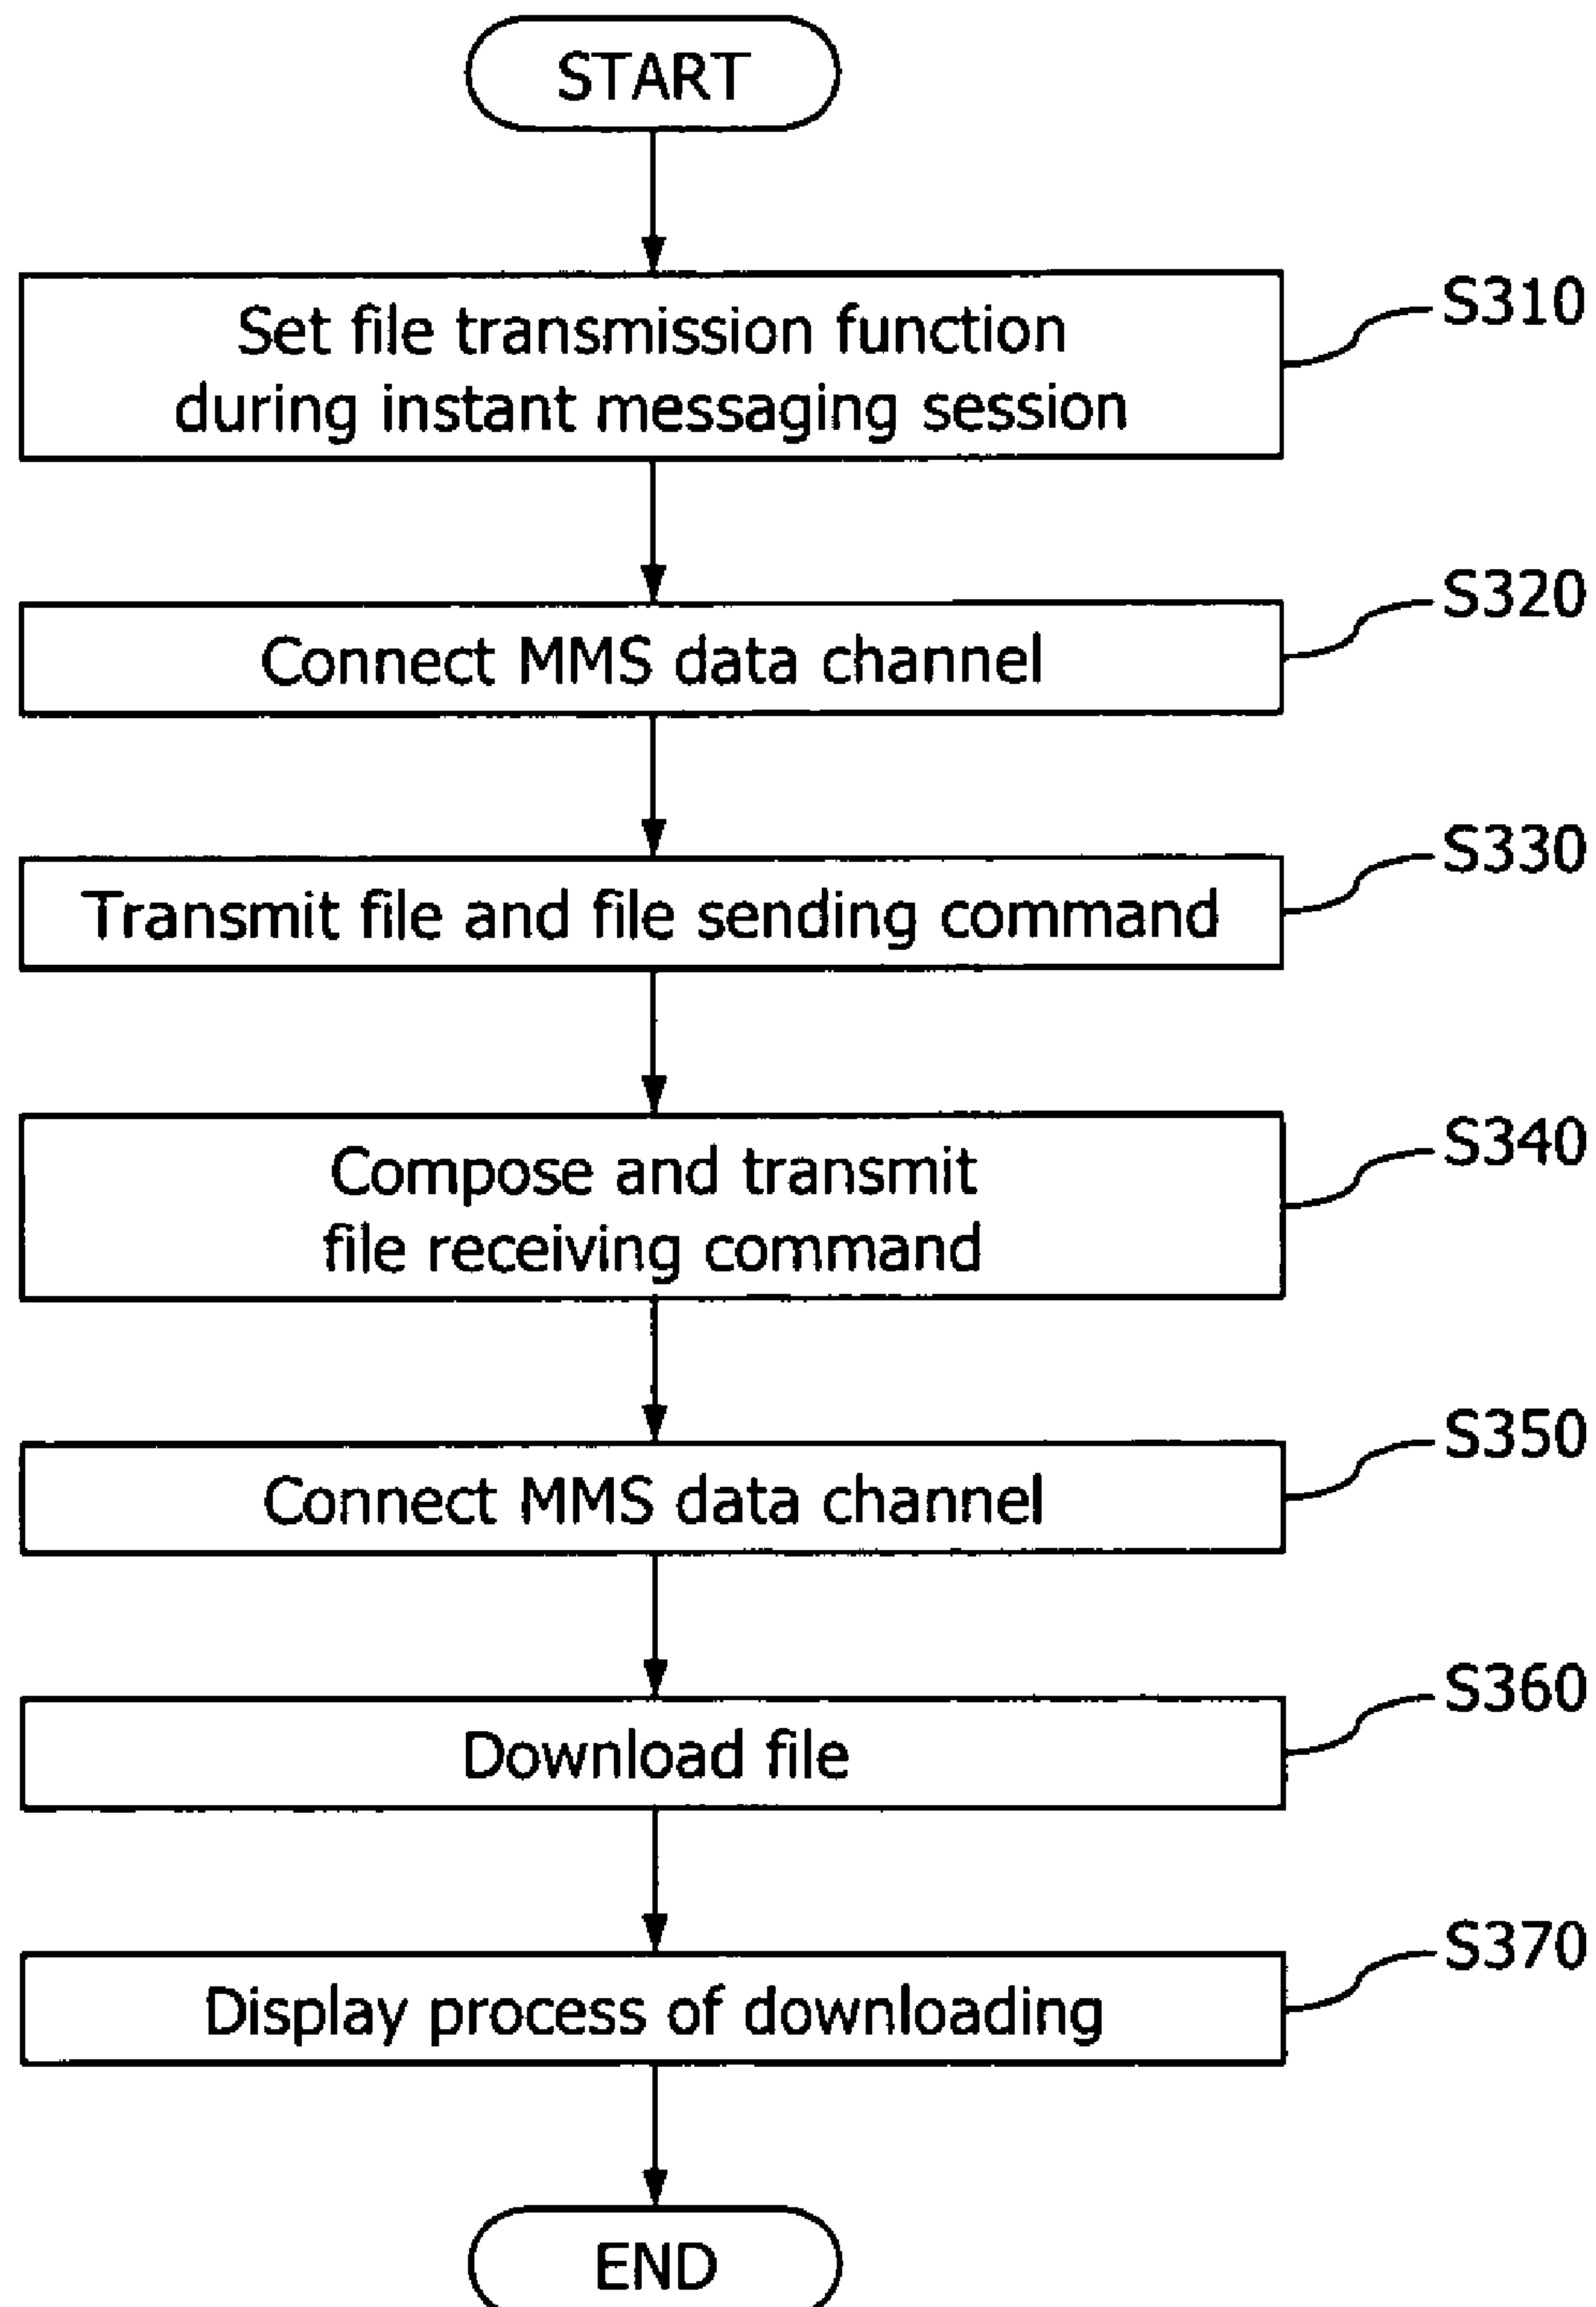 START
Set file transmission function
during instant messaging session
S310
Connect MMS data channel
S320
Transmit file and file sending command
S330
Compose and transmit
file receiving command
S340
Connect MMS data channel
S350
Download file
S360
Display process of downloading
S370
END